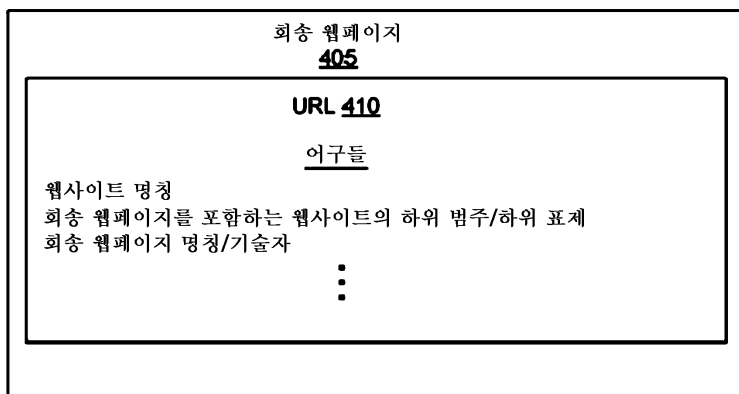 회송 웹페이지
405
URL 410
어구들
웹사이트 명칭
회송 웹페이지를 포함하는 웹사이트의 하위 범주/하위 표제
회송 웹페이지 명칭/기술자